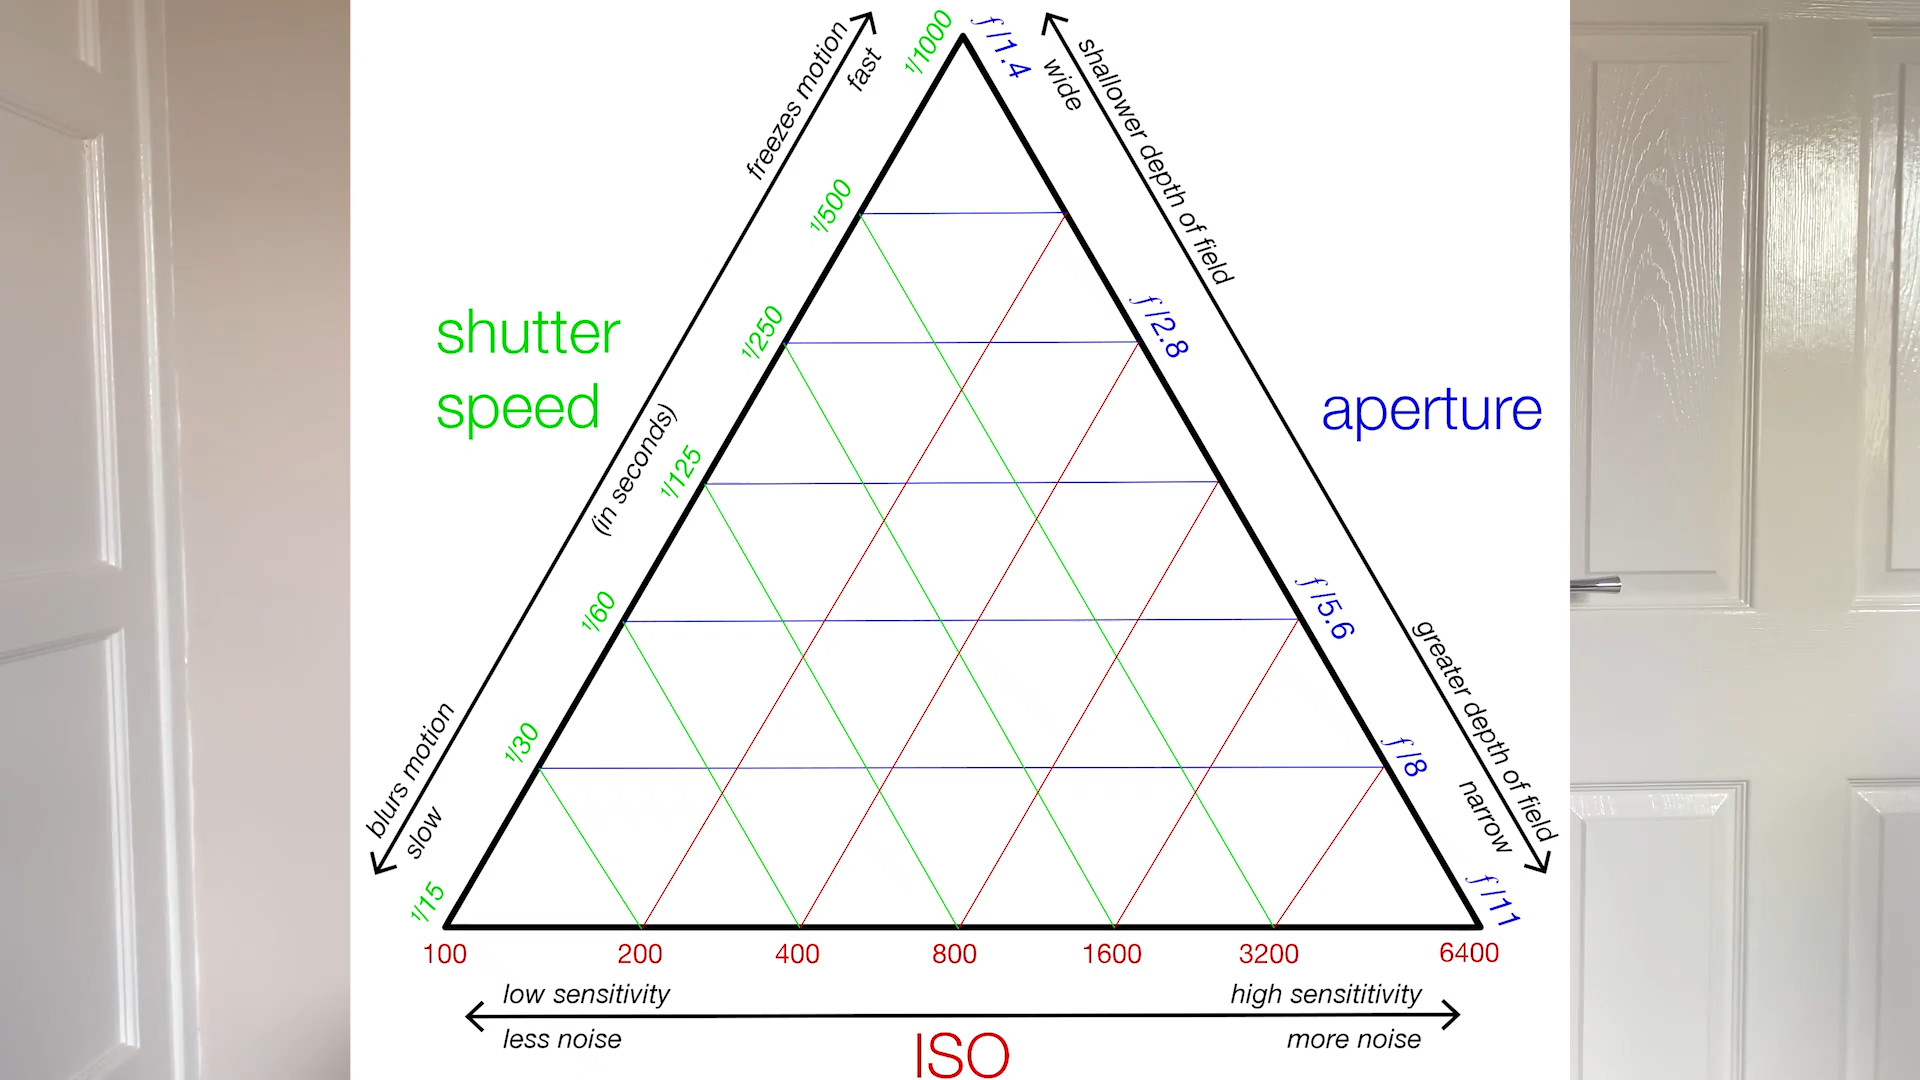 freezes motion
fast
1/1000
f/1.4
wide
shallower depth of field
1/500
1/250
f/2.8
shutter
speed
(in seconds)
aperture
1/125
1/60
f/5.6
greater depth of field
blurs motion
slow
1/30
f/8
narrow
1/15
f/11
100 200 400 800 1600 3200 6400
low sensitivity
high sensititivity
less noise
ISO
more noise